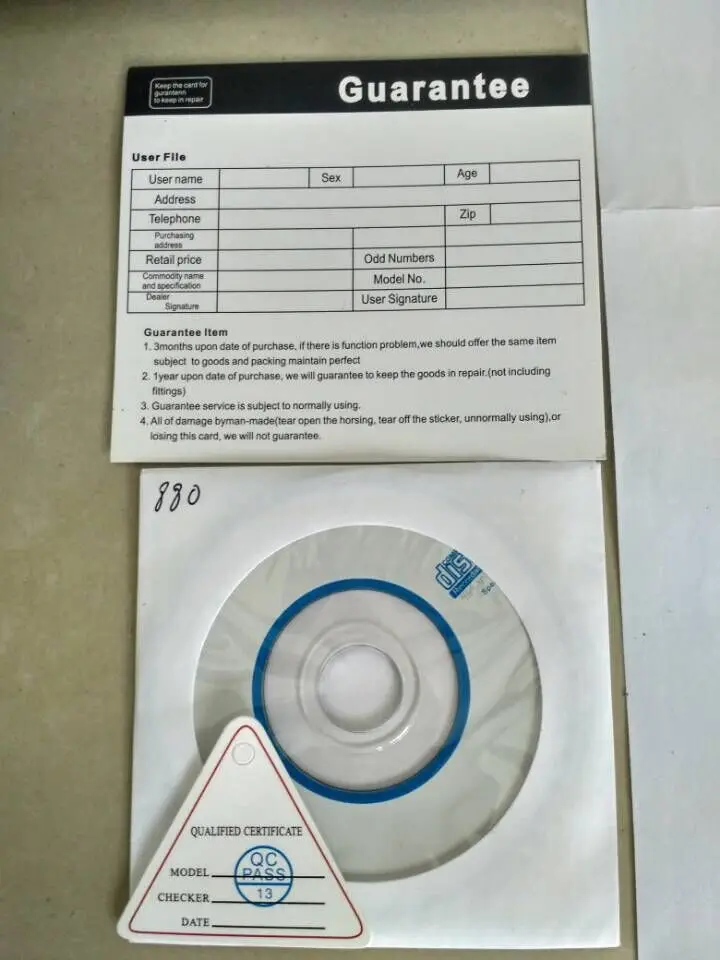 Keep the card for
gurantenn
to keep in repair
Guarantee
User File
User name Sex Age
Address
Telephone Zip
Purchasing
address
Retail price Odd Numbers
Commodity name
and specification Model No.
Dealer
Signature User Signature
Guarantee Item
1. 3months upon date of purchase, if there is function problem,we should offer the same item
subject to goods and packing maintain perfect
2. 1year upon date of purchase, we will guarantee to keep the goods in repair.(not including
fittings)
3. Guarantee service is subject to normally using.
4. All of damage byman-made(tear open the horsing, tear off the sticker, unnormally using),or
losing this card, we will not guarantee.
880
COM
dis
Recordab
Spe
QUALIFIED CERTIFICATE
QC
MODEL PASS
CHECKER 13
DATE